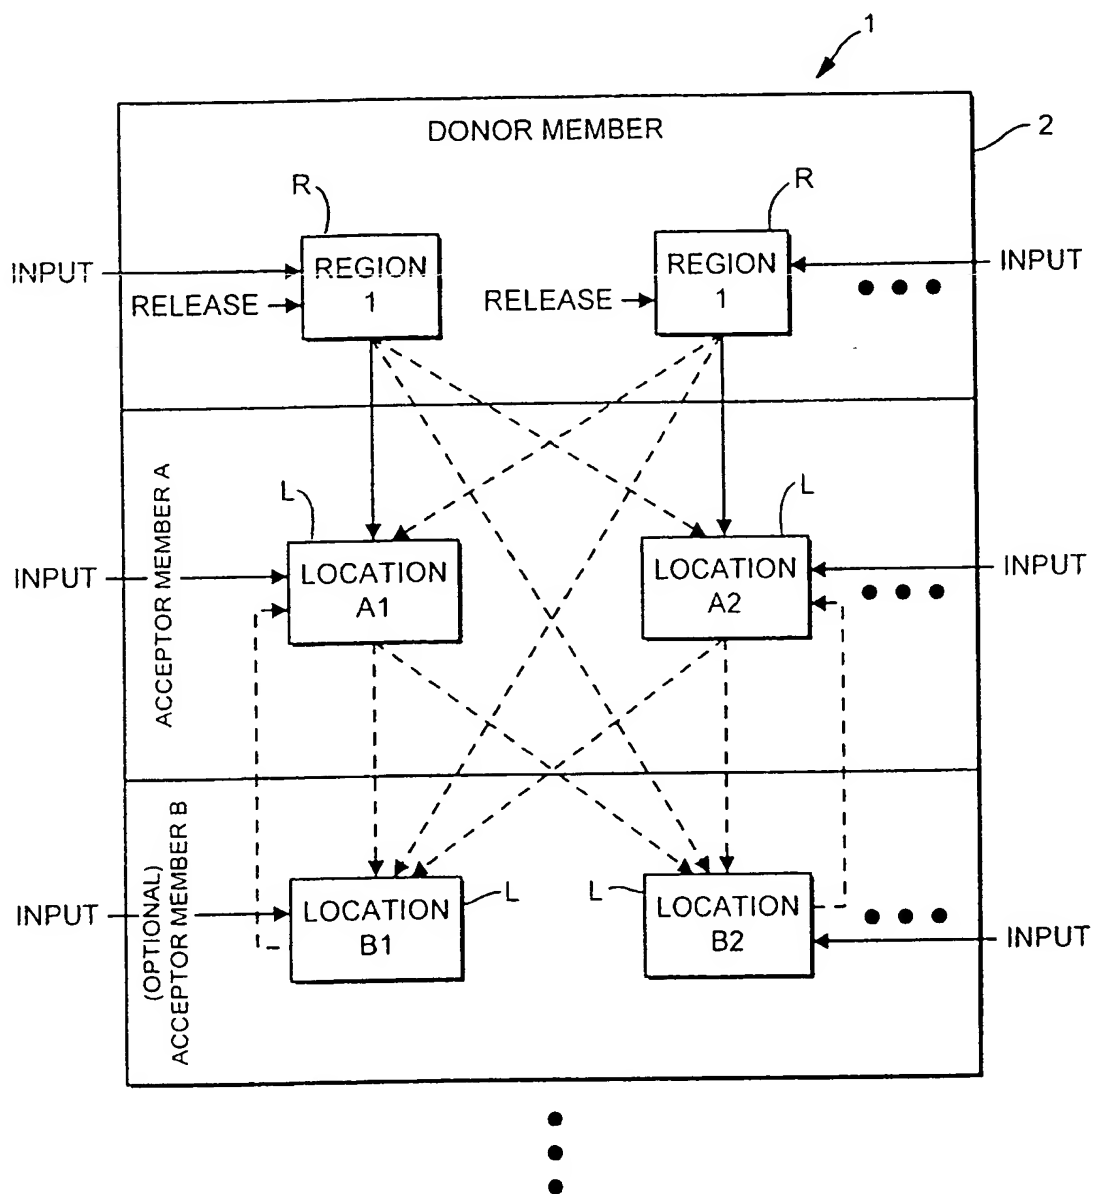 1
DONOR MEMBER
2
R
R
INPUT
REGION
1
REGION
1
INPUT
RELEASE
RELEASE
ACCEPTOR MEMBER A
L
L
INPUT
LOCATION
A1
LOCATION
A2
INPUT
(OPTIONAL)
ACCEPTOR MEMBER B
INPUT
LOCATION
B1
L
L
LOCATION
B2
INPUT